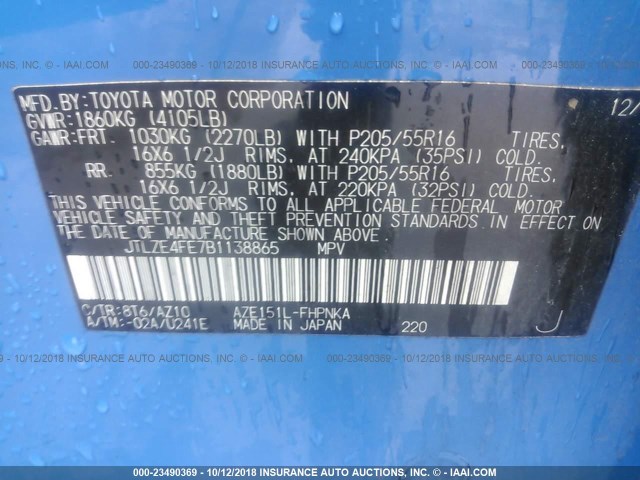 000-23490369 - 10/12/2018 INSURANCE AUTO AUCTIONS. - © - IAAI.COM
MFD.BY:TOYOTA MOTOR CORPORATION 12/
GVWR:1860KG (4105LB)
GAWR:FRT. 1030KG (2270LB) WITH P205/55R16 TIRES,
16X6 1/2J RIMS, AT 240KPA (35PSI) COLD.
RR. 855KG (1880LB) WITH P205/55R16 TIRES,
16X6 1/2J RIMS, AT 220KPA (32PSI) COLD.
THIS VEHICLE CONFORMS TO ALL APPLICABLE FEDERAL MOTOR
VEHICLE SAFETY AND THEFT PREVENTION STANDARDS IN EFFECT ON
THE DATE OF MANUFACTURE SHOWN ABOVE.
JTLZE4FE7B1138865 MPV
C/TR:8T6/AZ10 AZE151L-FHPNKA
A/TM:-02A/U241E MADE IN JAPAN 220 J
000-23490369 - 10/12/2018 INSURANCE AUTO AUCTIONS. - © - IAAI.COM
000-23490369 - 10/12/2018 INSURANCE AUTO AUCTIONS. - © - IAAI.COM